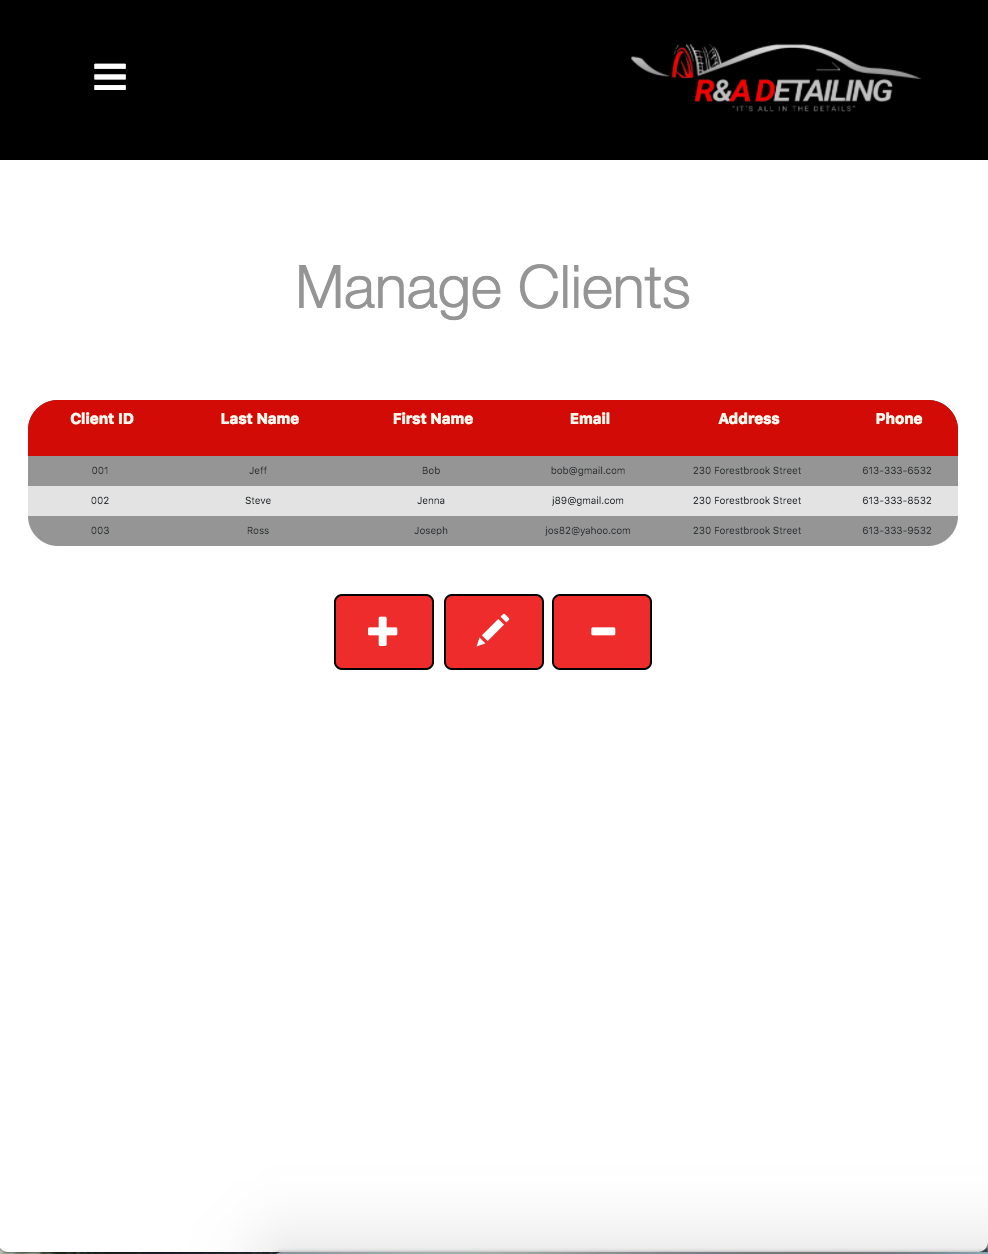 R&A DETAILING
"IT'S ALL IN THE DETAILS"
Manage Clients
Client ID Last Name First Name Email Address Phone
001 Jeff Bob bob@gmail.com 230 Forestbrook Street 613-333-6532
002 Steve Jenna j89@gmail.com 230 Forestbrook Street 613-333-8532
003 Ross Joseph jos82@yahoo.com 230 Forestbrook Street 613-333-9532